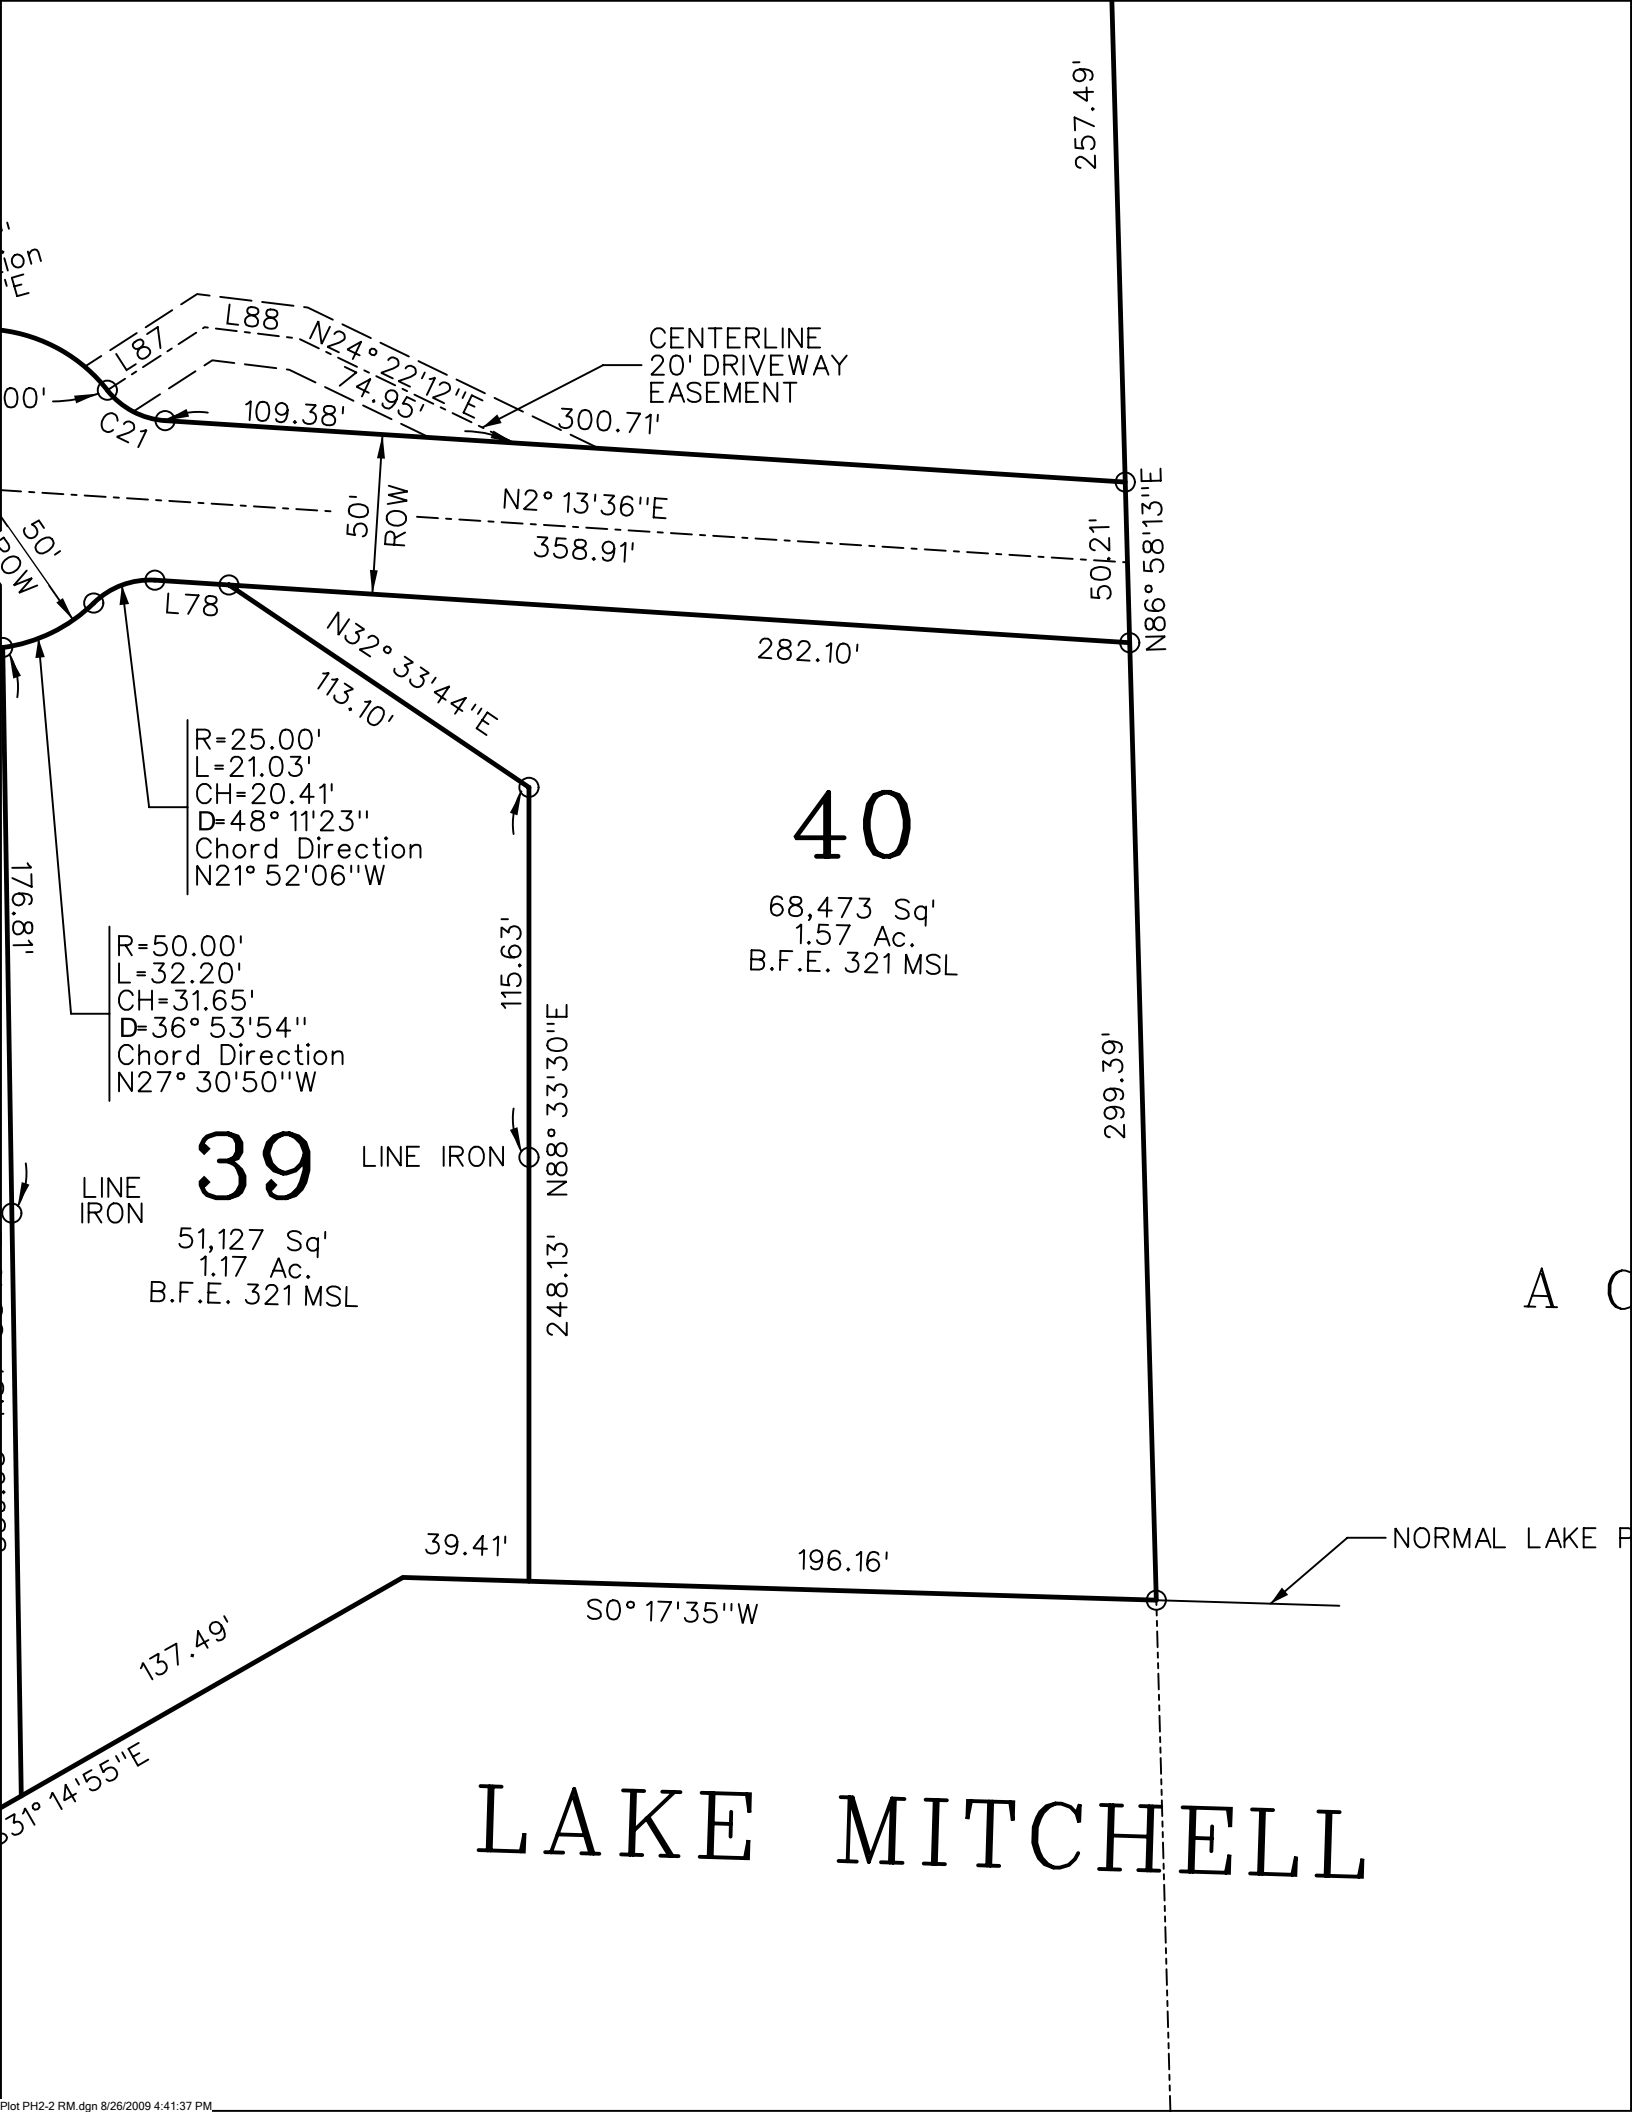 257.49'
ion
'E
L87
L88
N24° 22'12"E
74.95'
CENTERLINE
20' DRIVEWAY
EASEMENT
00'
C21
109.38'
300.71'
50'
ROW
N2° 13'36"E
358.91'
50.21'
N86° 58'13"E
50'
ROW
L78
282.10'
N32° 33'44"E
113.10'
R=25.00'
L=21.03'
CH=20.41'
D=48° 11'23"
Chord Direction
N21° 52'06"W
176.81'
R=50.00'
L=32.20'
CH=31.65'
D=36° 53'54"
Chord Direction
N27° 30'50"W
40
68,473 Sq'
1.57 Ac.
B.F.E. 321 MSL
115.63'
N88° 33'30"E
248.13'
299.39'
39
51,127 Sq'
1.17 Ac.
B.F.E. 321 MSL
LINE IRON
LINE
IRON
A C
39.41'
196.16'
S0° 17'35"W
NORMAL LAKE P
137.49'
S31° 14'55"E
LAKE MITCHELL
Plot PH2-2 RM.dgn 8/26/2009 4:41:37 PM